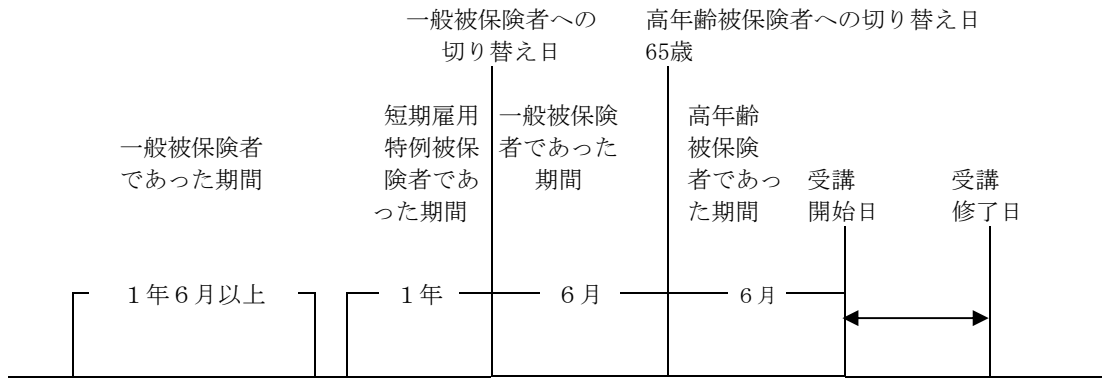 一般被保険者への
切り替え日
高年齢被保険者への切り替え日
65歳
一般被保険者
であった期間
短期雇用
特例被保
険者であ
った期間
一般被保険
者であった
期間
高年齢
被保険
者であっ
た期間
受講
開始日
受講
修了日
１年６月以上
１年
６月
６月